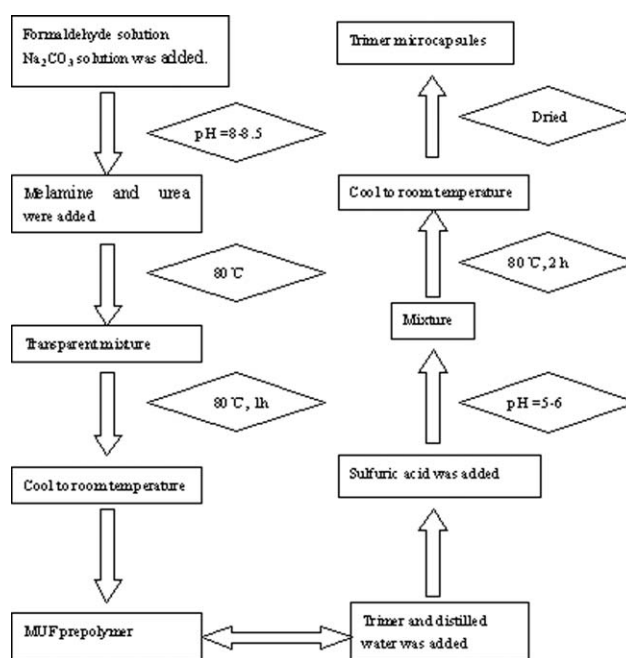 Formaldehyde solution
Na₂CO₃ solution was added.
pH =8-8.5
Melamine and urea
were added
80℃
Transparent mixture
80℃, 1h
Cool to room temperature
MUF prepolymer
Trimer and distilled
water was added
Sulfuric acid was added
pH =5-6
Mixture
80℃, 2 h
Cool to room temperature
Dried
Trimer microcapsules